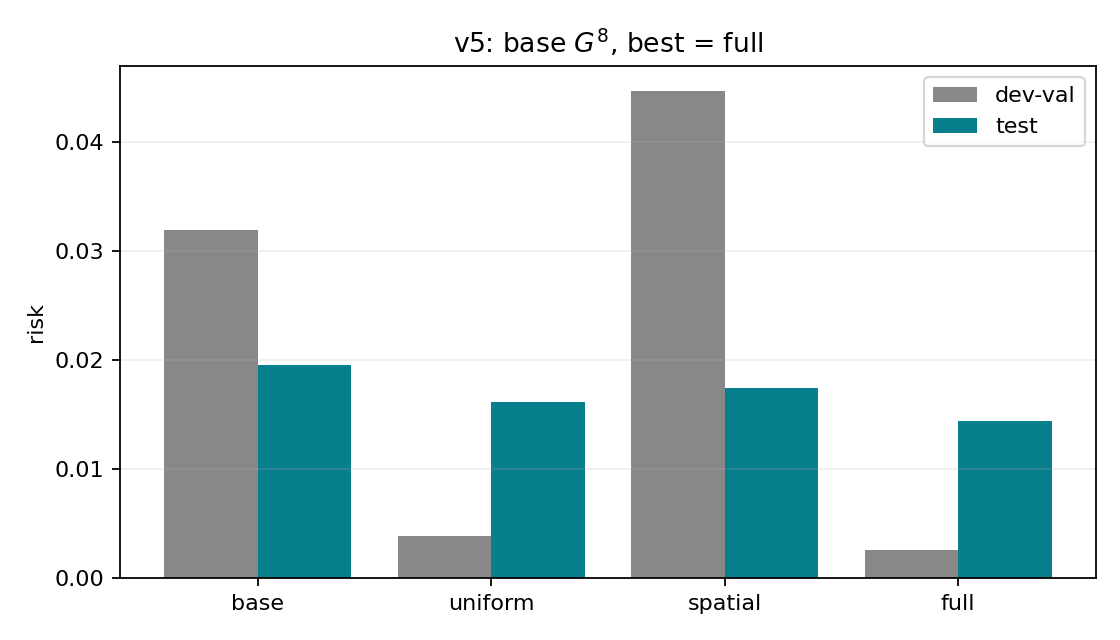 v5: base G⁸, best = full
dev-val
test
risk
0.04
0.03
0.02
0.01
0.00
base
uniform
spatial
full